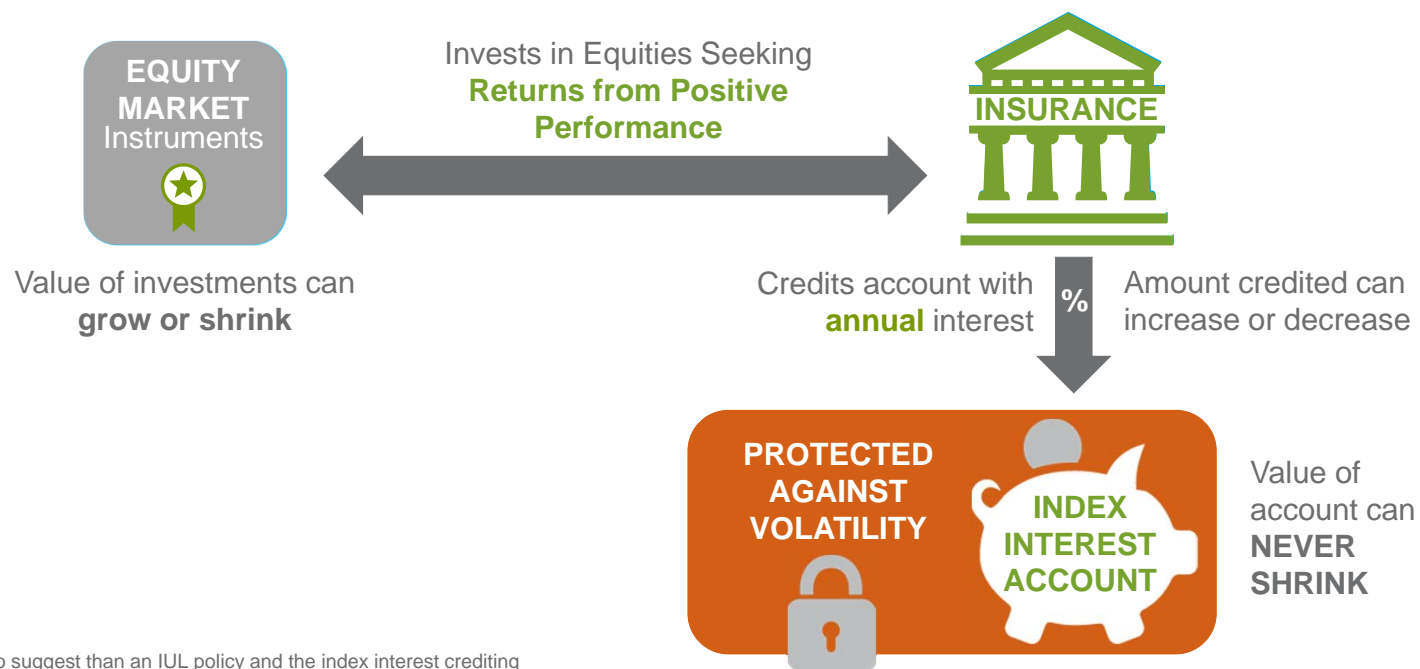 EQUITY
MARKET
Instruments
Invests in Equities Seeking
Returns from Positive
Performance
INSURANCE
Value of investments can
grow or shrink
Credits account with
annual interest
%
Amount credited can
increase or decrease
PROTECTED
AGAINST
VOLATILITY
INDEX
INTEREST
ACCOUNT
Value of
account can
NEVER
SHRINK
o suggest than an IUL policy and the index interest crediting